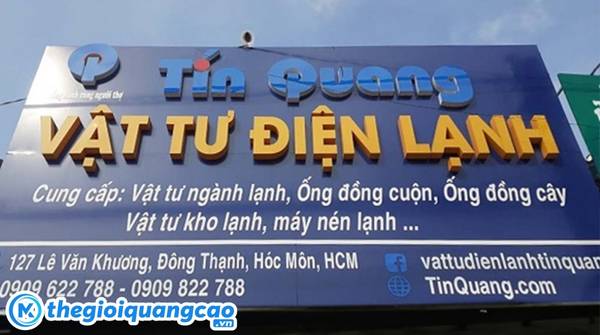 Tín Quang
VẬT TƯ ĐIỆN LẠNH
Cung cấp: Vật tư ngành lạnh, Ống đồng cuộn, Ống đồng cây
Vật tư kho lạnh, máy nén lạnh ...
127 Lê Văn Khương, Đông Thạnh, Hóc Môn, HCM
vattudienlanhtinquan
0909 622 788 - 0909 822 788
TinQuang.com
thegioiquangcao
.vn